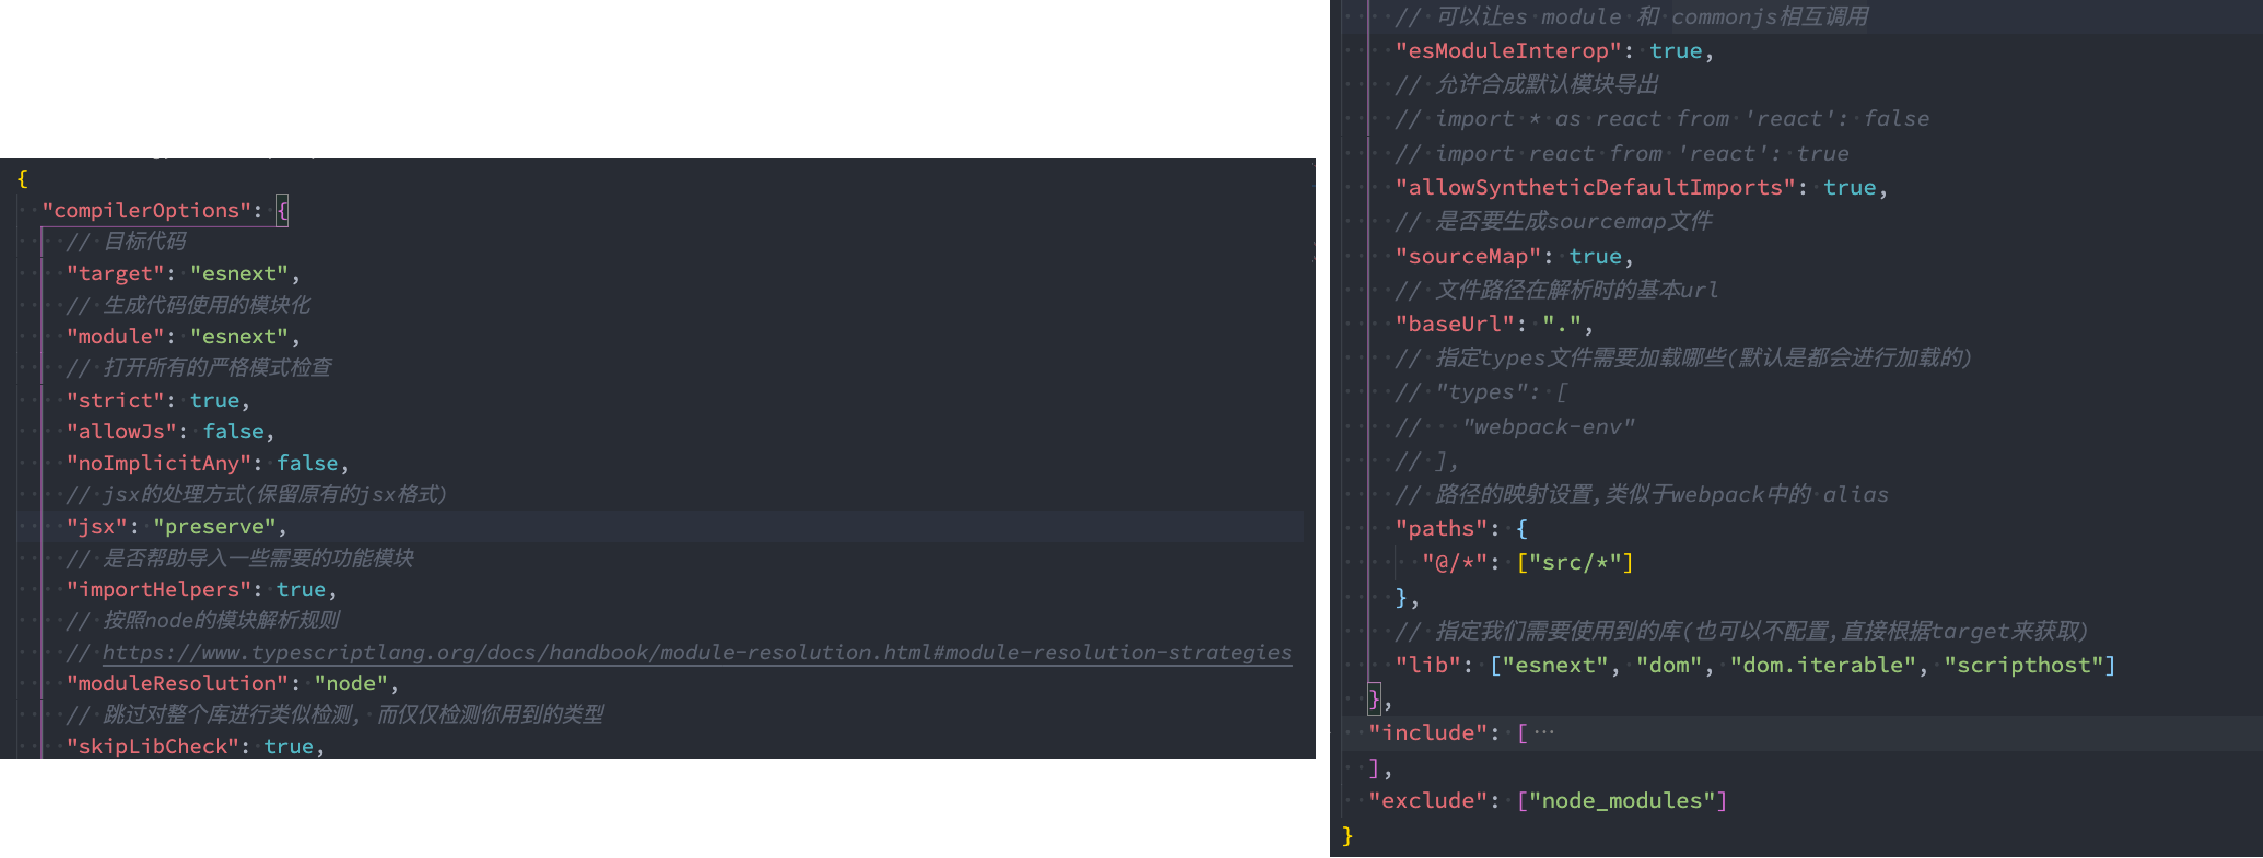 {
"compilerOptions": {
// 目标代码
"target": "esnext",
// 生成代码使用的模块化
"module": "esnext",
// 打开所有的严格模式检查
"strict": true,
"allowJs": false,
"noImplicitAny": false,
// jsx的处理方式(保留原有的jsx格式)
"jsx": "preserve",
// 是否帮助导入一些需要的功能模块
"importHelpers": true,
// 按照node的模块解析规则
// https://www.typescriptlang.org/docs/handbook/module-resolution.html#module-resolution-strategies
"moduleResolution": "node",
// 跳过对整个库进行类似检测, 而仅仅检测你用到的类型
"skipLibCheck": true,
// 可以让es module 和 commonjs相互调用
"esModuleInterop": true,
// 允许合成默认模块导出
// import * as react from 'react': false
// import react from 'react': true
"allowSyntheticDefaultImports": true,
// 是否要生成sourcemap文件
"sourceMap": true,
// 文件路径在解析时的基本url
"baseUrl": ".",
// 指定types文件需要加载哪些(默认是都会进行加载的)
// "types": [
//   "webpack-env"
// ],
// 路径的映射设置,类似于webpack中的 alias
"paths": {
"@/*": ["src/*"]
},
// 指定我们需要使用到的库(也可以不配置,直接根据target来获取)
"lib": ["esnext", "dom", "dom.iterable", "scripthost"]
},
"include": [ ⋯
],
"exclude": ["node_modules"]
}